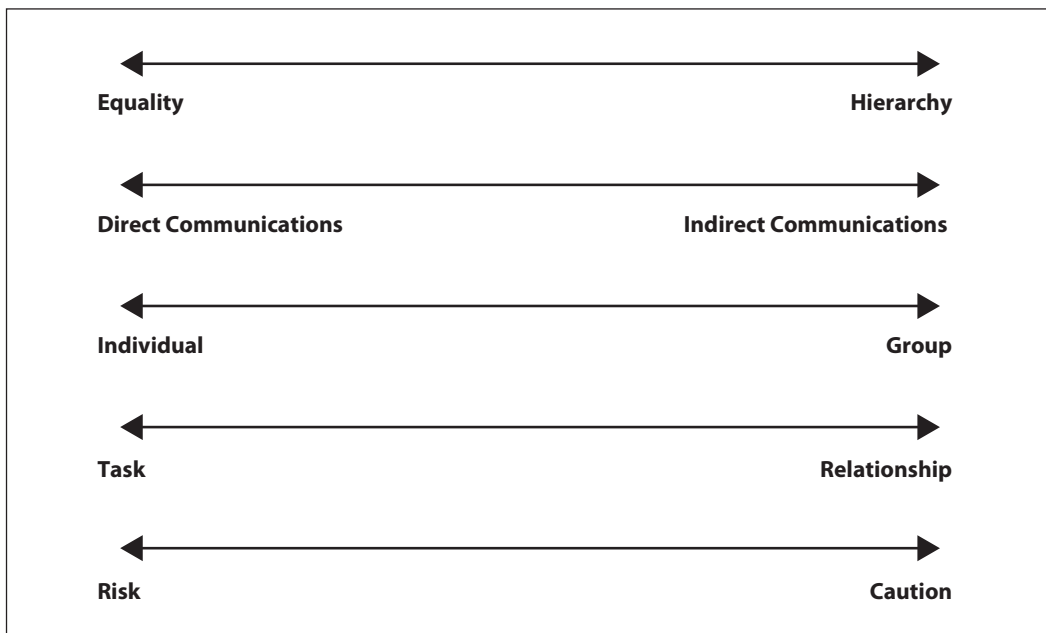 Equality Hierarchy
Direct Communications Indirect Communications
Individual Group
Task Relationship
Risk Caution